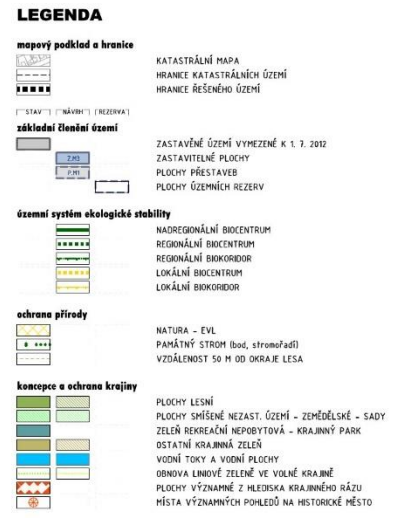 LEGENDA
mapový podklad a hranice
KATASTRÁLNÍ MAPA
HRANICE KATASTRÁLNÍCH ÚZEMÍ
HRANICE ŘEŠENÉHO ÚZEMÍ
STAV NÁVRH REZERVA
základní členění území
ZASTAVĚNÉ ÚZEMÍ VYMEZENÉ K 1. 7. 2012
Z.M3 ZASTAVITELNÉ PLOCHY
P.M1 PLOCHY PŘESTAVEB
PLOCHY ÚZEMNÍCH REZERV
územní systém ekologické stability
NADREGIONÁLNÍ BIOCENTRUM
REGIONÁLNÍ BIOCENTRUM
REGIONÁLNÍ BIOKORIDOR
LOKÁLNÍ BIOCENTRUM
LOKÁLNÍ BIOKORIDOR
ochrana přírody
NATURA - EVL
PAMÁTNÝ STROM (bod, stromořadí)
VZDÁLENOST 50 M OD OKRAJE LESA
koncepce a ochrana krajiny
PLOCHY LESNÍ
PLOCHY SMÍŠENÉ NEZAST. ÚZEMÍ - ZEMĚDĚLSKÉ - SADY
ZELEŇ REKREAČNÍ NEPOBYTOVÁ - KRAJINNÝ PARK
OSTATNÍ KRAJINNÁ ZELEŇ
VODNÍ TOKY A VODNÍ PLOCHY
OBNOVA LINIOVÉ ZELENĚ VE VOLNÉ KRAJINĚ
PLOCHY VÝZNAMNÉ Z HLEDISKA KRAJINNÉHO RÁZU
MÍSTA VÝZNAMNÝCH POHLEDŮ NA HISTORICKÉ MĚSTO